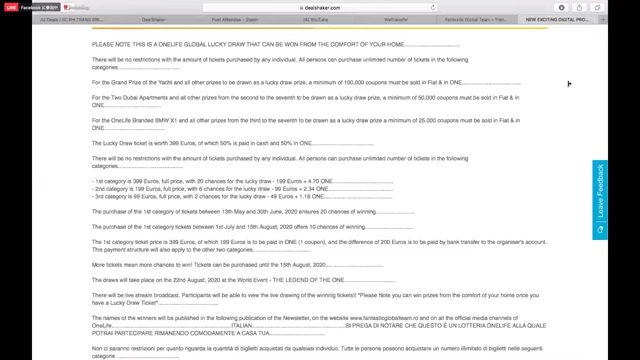 LIVE Facebook に参加中
dealshaker.com
DealShaker
Post Attendee - Zoom
WeTransfer
Fantastic Global Team – Tran...
NEW EXCITING DIGITAL PRO...
PLEASE NOTE THIS IS A ONELIFE GLOBAL LUCKY DRAW THAT CAN BE WON FROM THE COMFORT OF YOUR HOME
There will be no restrictions with the amount of tickets purchased by any individual. All persons can purchase unlimited number of tickets in the following
categories
For the Grand Prize of the Yacht and all other prizes to be drawn as a lucky draw prize, a minimum of 100,000 coupons must be sold in Fiat & in ONE
For the Two Dubai Apartments and all other prizes from the second to the seventh to be drawn as a lucky draw prize, a minimum of 50,000 coupons must be sold in Fiat & in
ONE
For the OneLife Branded BMW X1 and all other prizes from the third to the seventh to be drawn as a lucky draw prize a minimum of 25,000 coupons must be sold in Fiat & in
ONE
The Lucky Draw ticket is worth 399 Euros, of which 50% is paid in cash and 50% in ONE.
There will be no restrictions with the amount of tickets purchased by any individual. All persons can purchase unlimited number of tickets in the following
categories
- 1st category is 399 Euros, full price, with 20 chances for the lucky draw - 199 Euros + 4.70 ONE
- 2nd category is 199 Euros, full price, with 6 chances for the lucky draw - 99 Euros + 2.34 ONE
- 3rd category is 99 Euros, full price, with 2 chances for the lucky draw - 49 Euros + 1.16 ONE
The purchase of the 1st category of tickets between 13th May and 30th June, 2020 ensures 20 chances of winning
The purchase of the 1st category tickets between 1st July and 15th August, 2020 offers 10 chances of winning
The 1st category ticket price is 399 Euros, of which 199 Euros is to be paid in ONE (1 coupon), and the difference of 200 Euros is to be paid by bank transfer to the organiser's account.
This payment structure will also apply to the other two categories
More tickets mean more chances to win! Tickets can be purchased until the 15th August, 2020
The draws will take place on the 22nd August, 2020 at the World Event - THE LEGEND OF THE ONE
There will be live stream broadcast. Participants will be able to view the live drawing of the winning tickets!! "Please Note you can win prizes from the comfort of your home once you
have a Lucky Draw Ticket
The names of the winners will be published in the following publication of the Newsletter, on the website www.fantasticglobalteam.ro and on all the official media channels of
OneLife ITALIAN SI PREGA DI NOTARE CHE QUESTO È UN LOTTERIA ONELIFE ALLA QUALE
POTRAI PARTECIPARE RIMANENDO COMODAMENTE A CASA TUA
Non ci saranno restrizioni per quanto riguarda la quantità di biglietti acquistati da qualsiasi individuo. Tutte le persone possono acquistare un numero illimitato di biglietti nelle seguenti
categorie
Leave Feedback